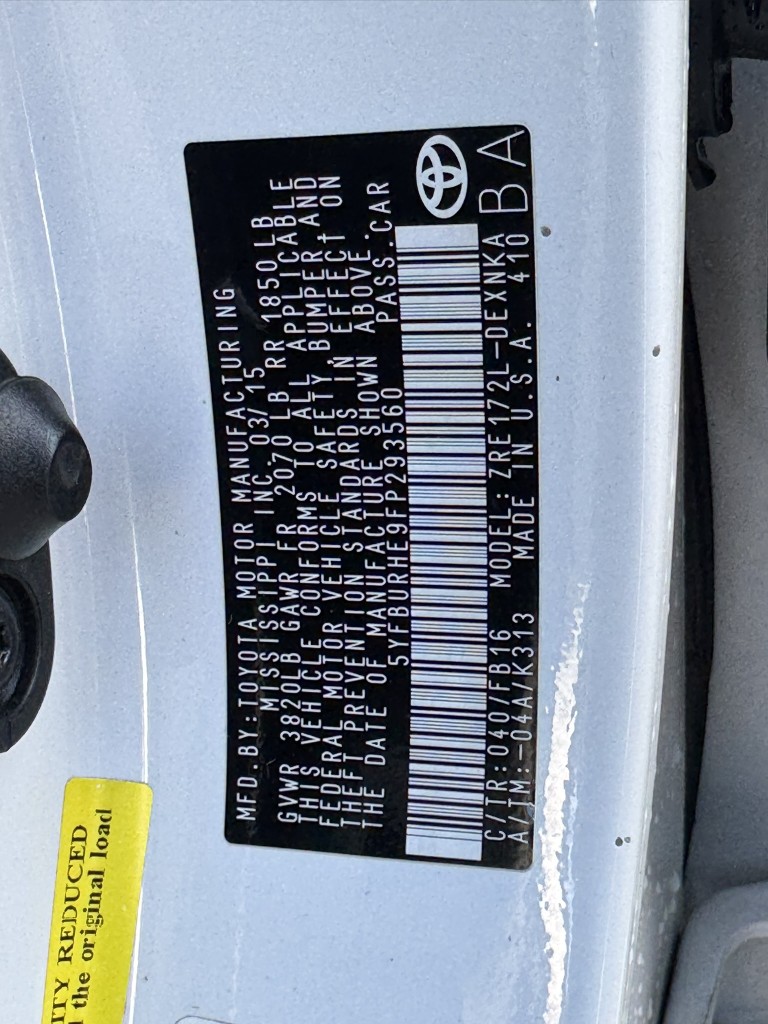 MFD.BY:TOYOTA MOTOR MANUFACTURING
MISSISSIPPI INC. 03/15
GVWR 3820LB GAWR FR 2070 LB RR 1850LB
THIS VEHICLE CONFORMS TO ALL APPLICABLE
FEDERAL MOTOR VEHICLE SAFETY, BUMPER AND
THEFT PREVENTION STANDARDS IN EFFECT ON
THE DATE OF MANUFACTURE SHOWN ABOVE.
5YFBURHE9FP293560 PASS.CAR
C/TR:040/FB16 MODEL:ZRE172L-DEXNKA
A/TM:-04A/K313 MADE IN U.S.A. 410
BA
REDUCED
the original load